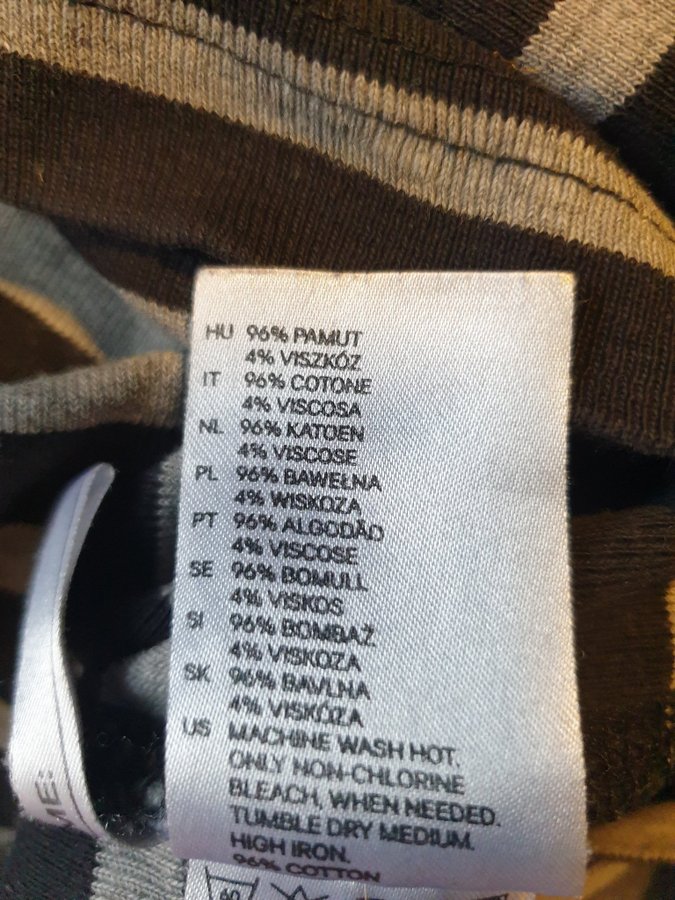 HU 96% PAMUT
4% VISZKÓZ
IT 96% COTONE
4% VISCOSA
NL 96% KATOEN
4% VISCOSE
PL 96% BAWEŁNA
4% WISKOZA
PT 96% ALGODÃO
4% VISCOSE
SE 96% BOMULL
4% VISKOS
SI 96% BOMBAŽ
4% VISKOZA
SK 96% BAVLNA
4% VISKÓZA
US MACHINE WASH HOT.
ONLY NON-CHLORINE
BLEACH, WHEN NEEDED.
TUMBLE DRY MEDIUM.
HIGH IRON.
96% COTTON
ME: